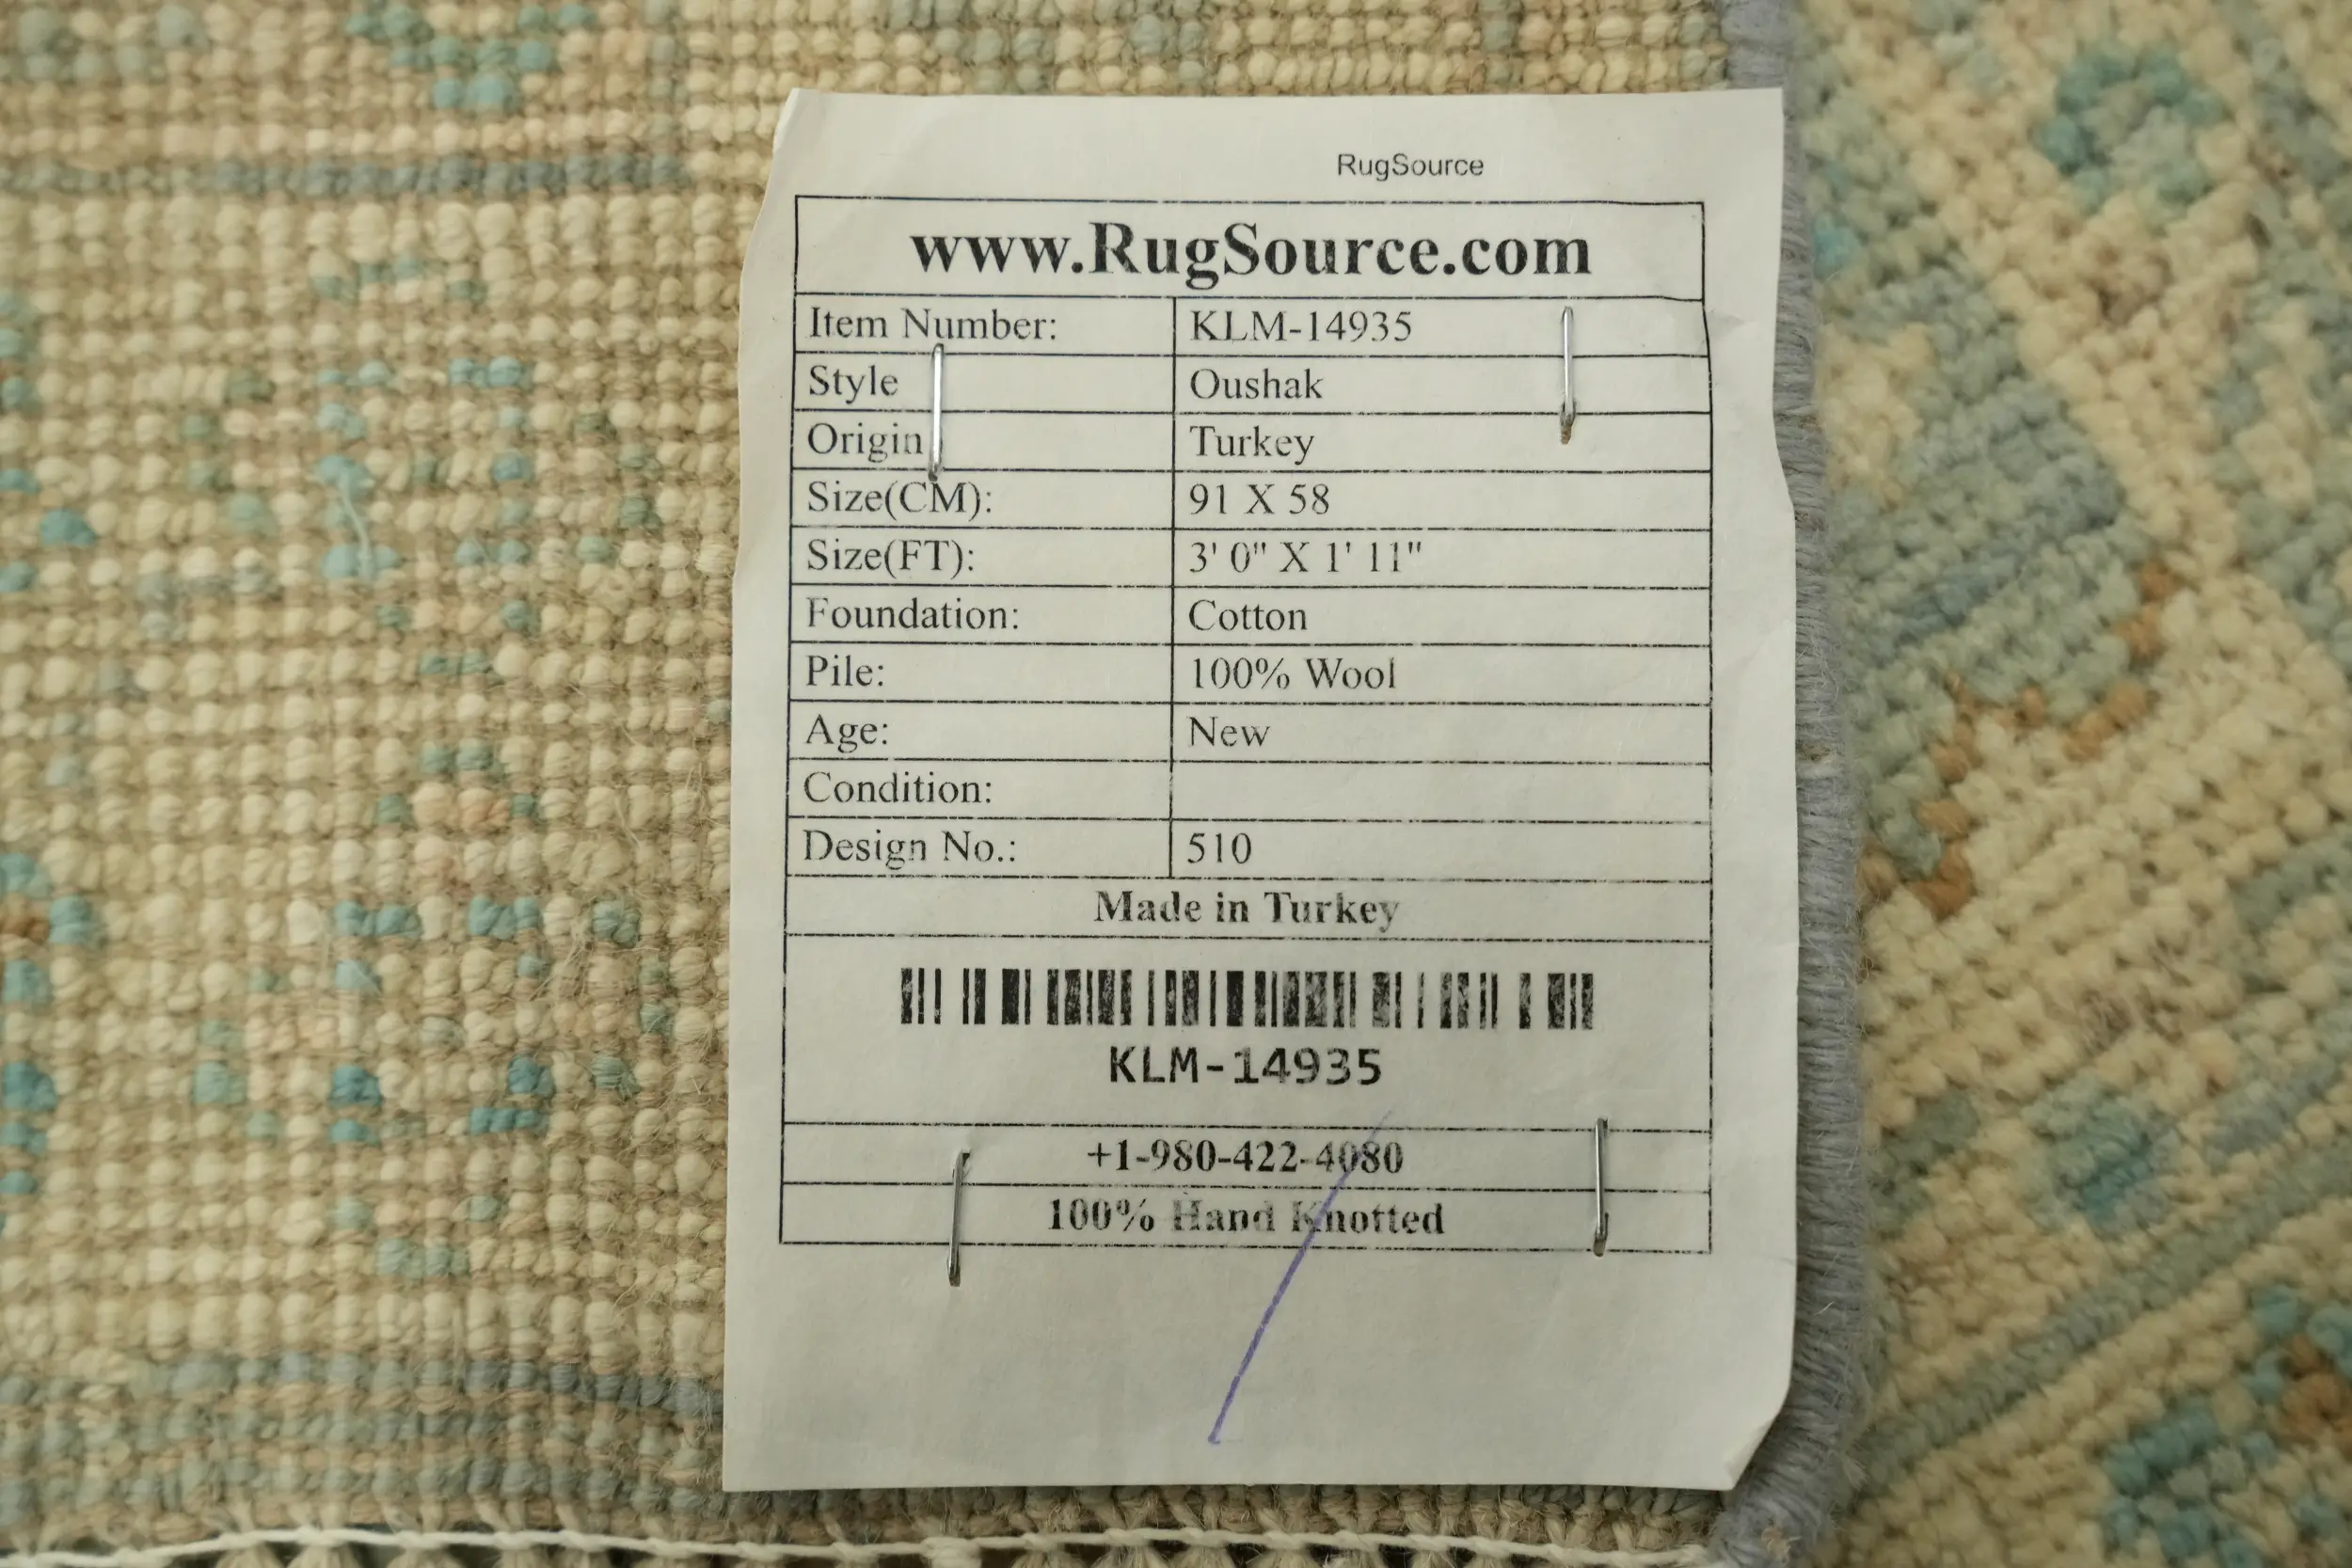 RugSource
www.RugSource.com
Item Number: KLM-14935
Style Oushak
Origin Turkey
Size(CM): 91 X 58
Size(FT): 3' 0" X 1' 11"
Foundation: Cotton
Pile: 100% Wool
Age: New
Condition:
Design No.: 510
Made in Turkey
KLM-14935
+1-980-422-4080
100% Hand Knotted